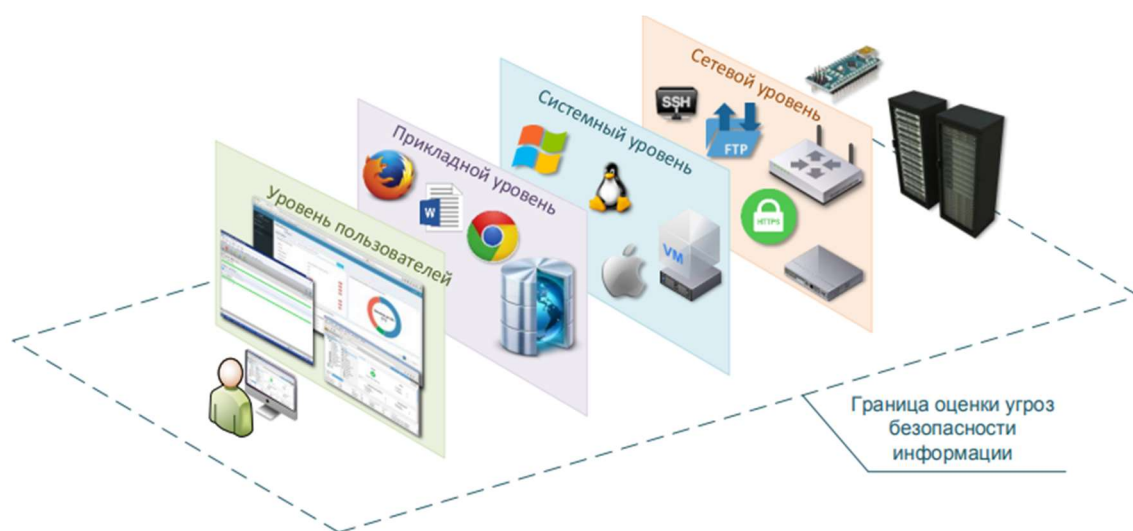 Уровень пользователей
Прикладной уровень
W
Системный уровень
VM
Сетевой уровень
SSH
FTP
HTTPS
Граница оценки угроз
безопасности
информации